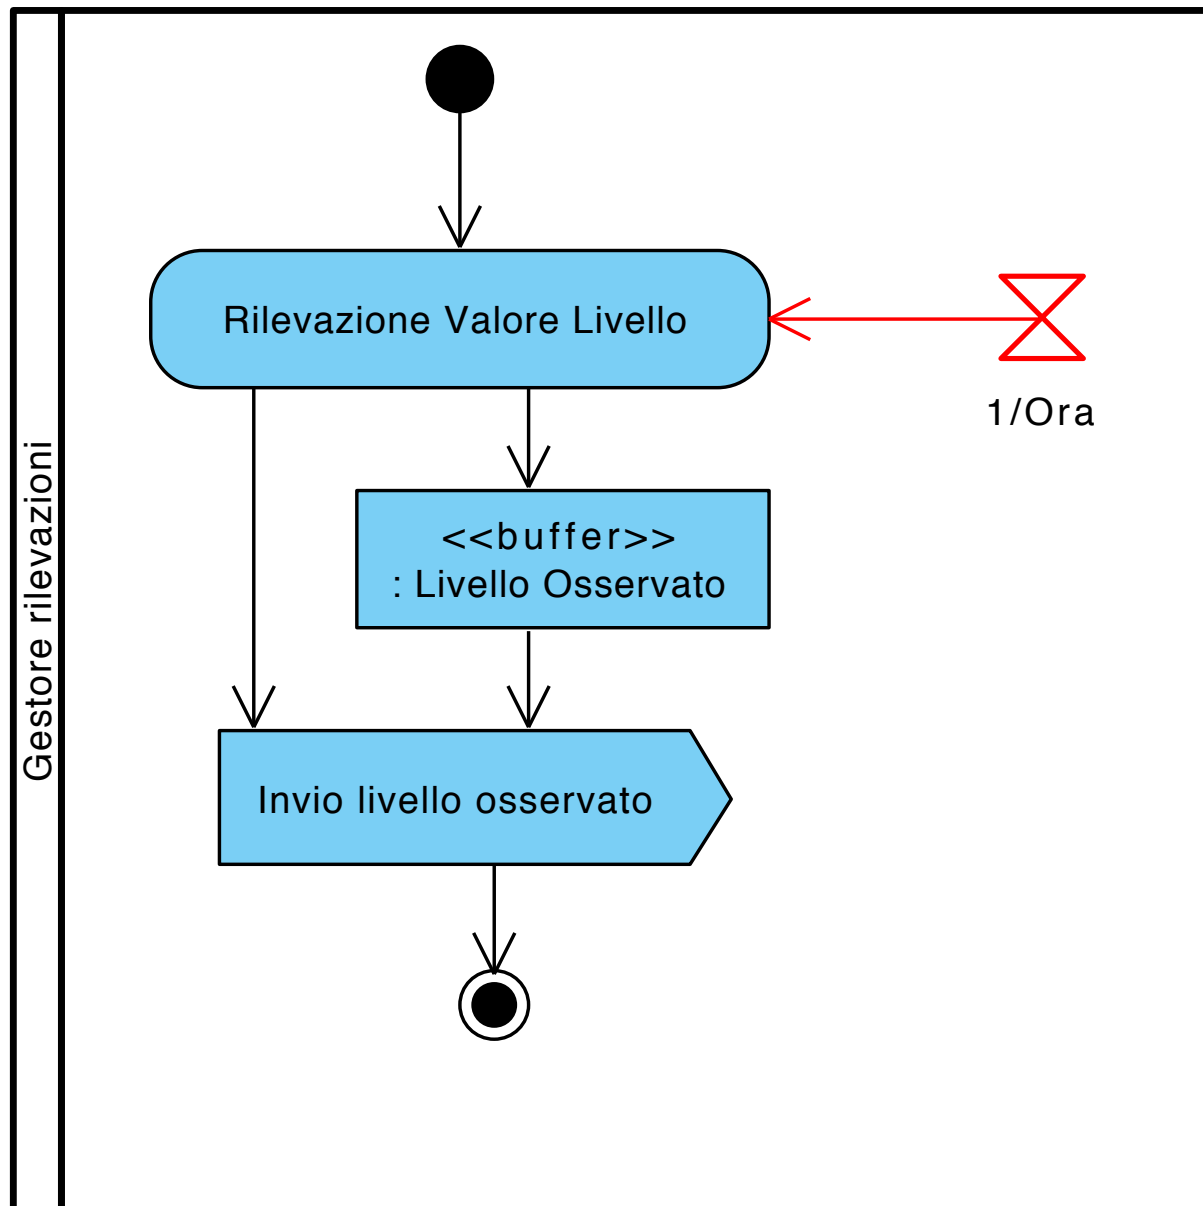 Gestore rilevazioni
Rilevazione Valore Livello
1/Ora
<<buffer>>
: Livello Osservato
Invio livello osservato